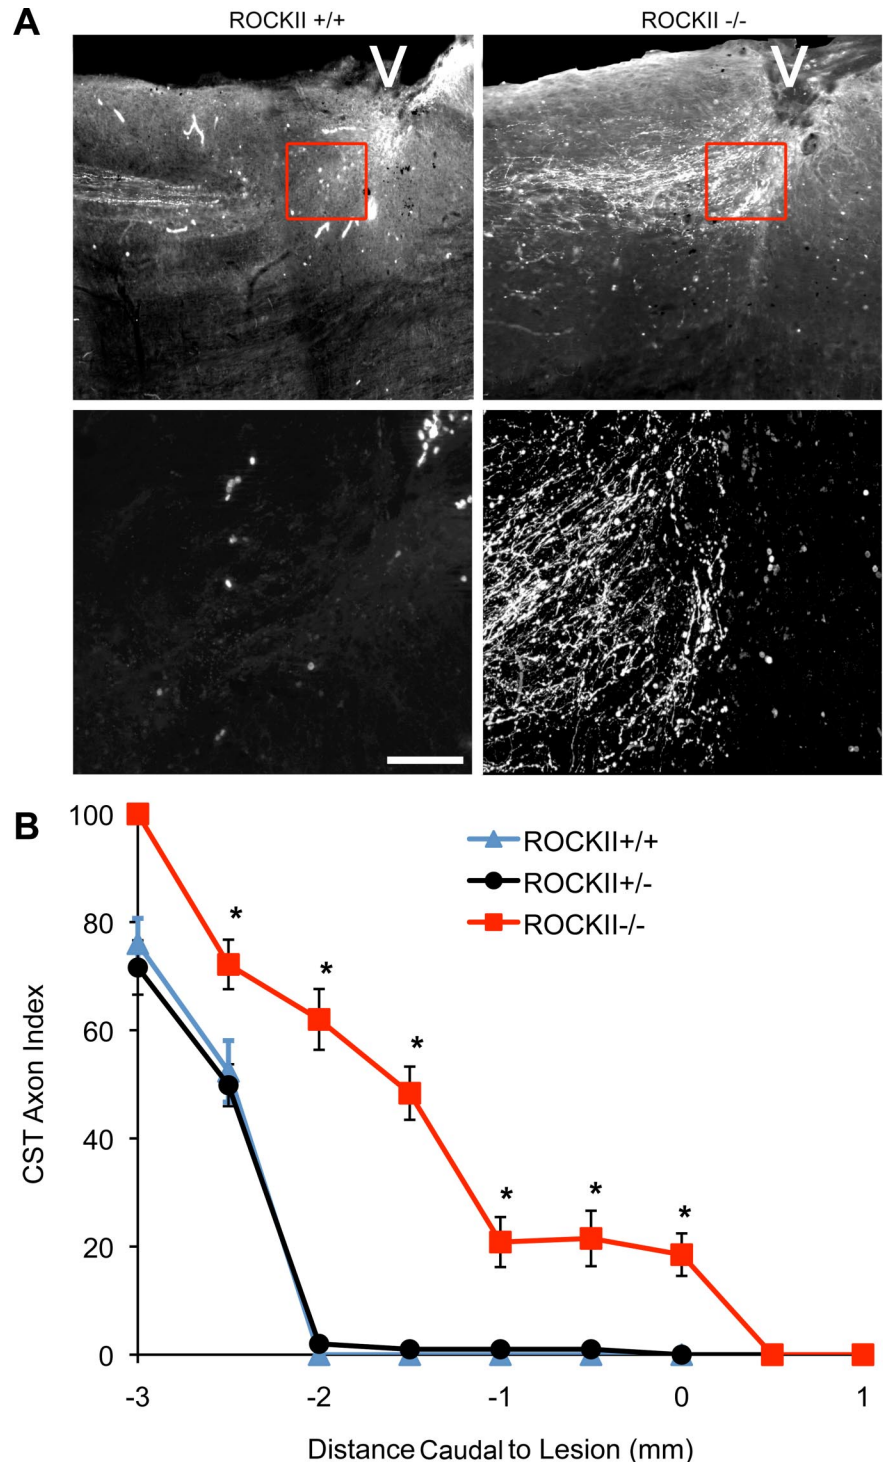 A
ROCKII +/+
ROCKII -/-
V
V
B
100
80
60
40
20
0
CST Axon Index
ROCKII+/+
ROCKII+/-
ROCKII-/-
*
*
*
*
*
*
-3
-2
-1
0
1
Distance Caudal to Lesion (mm)